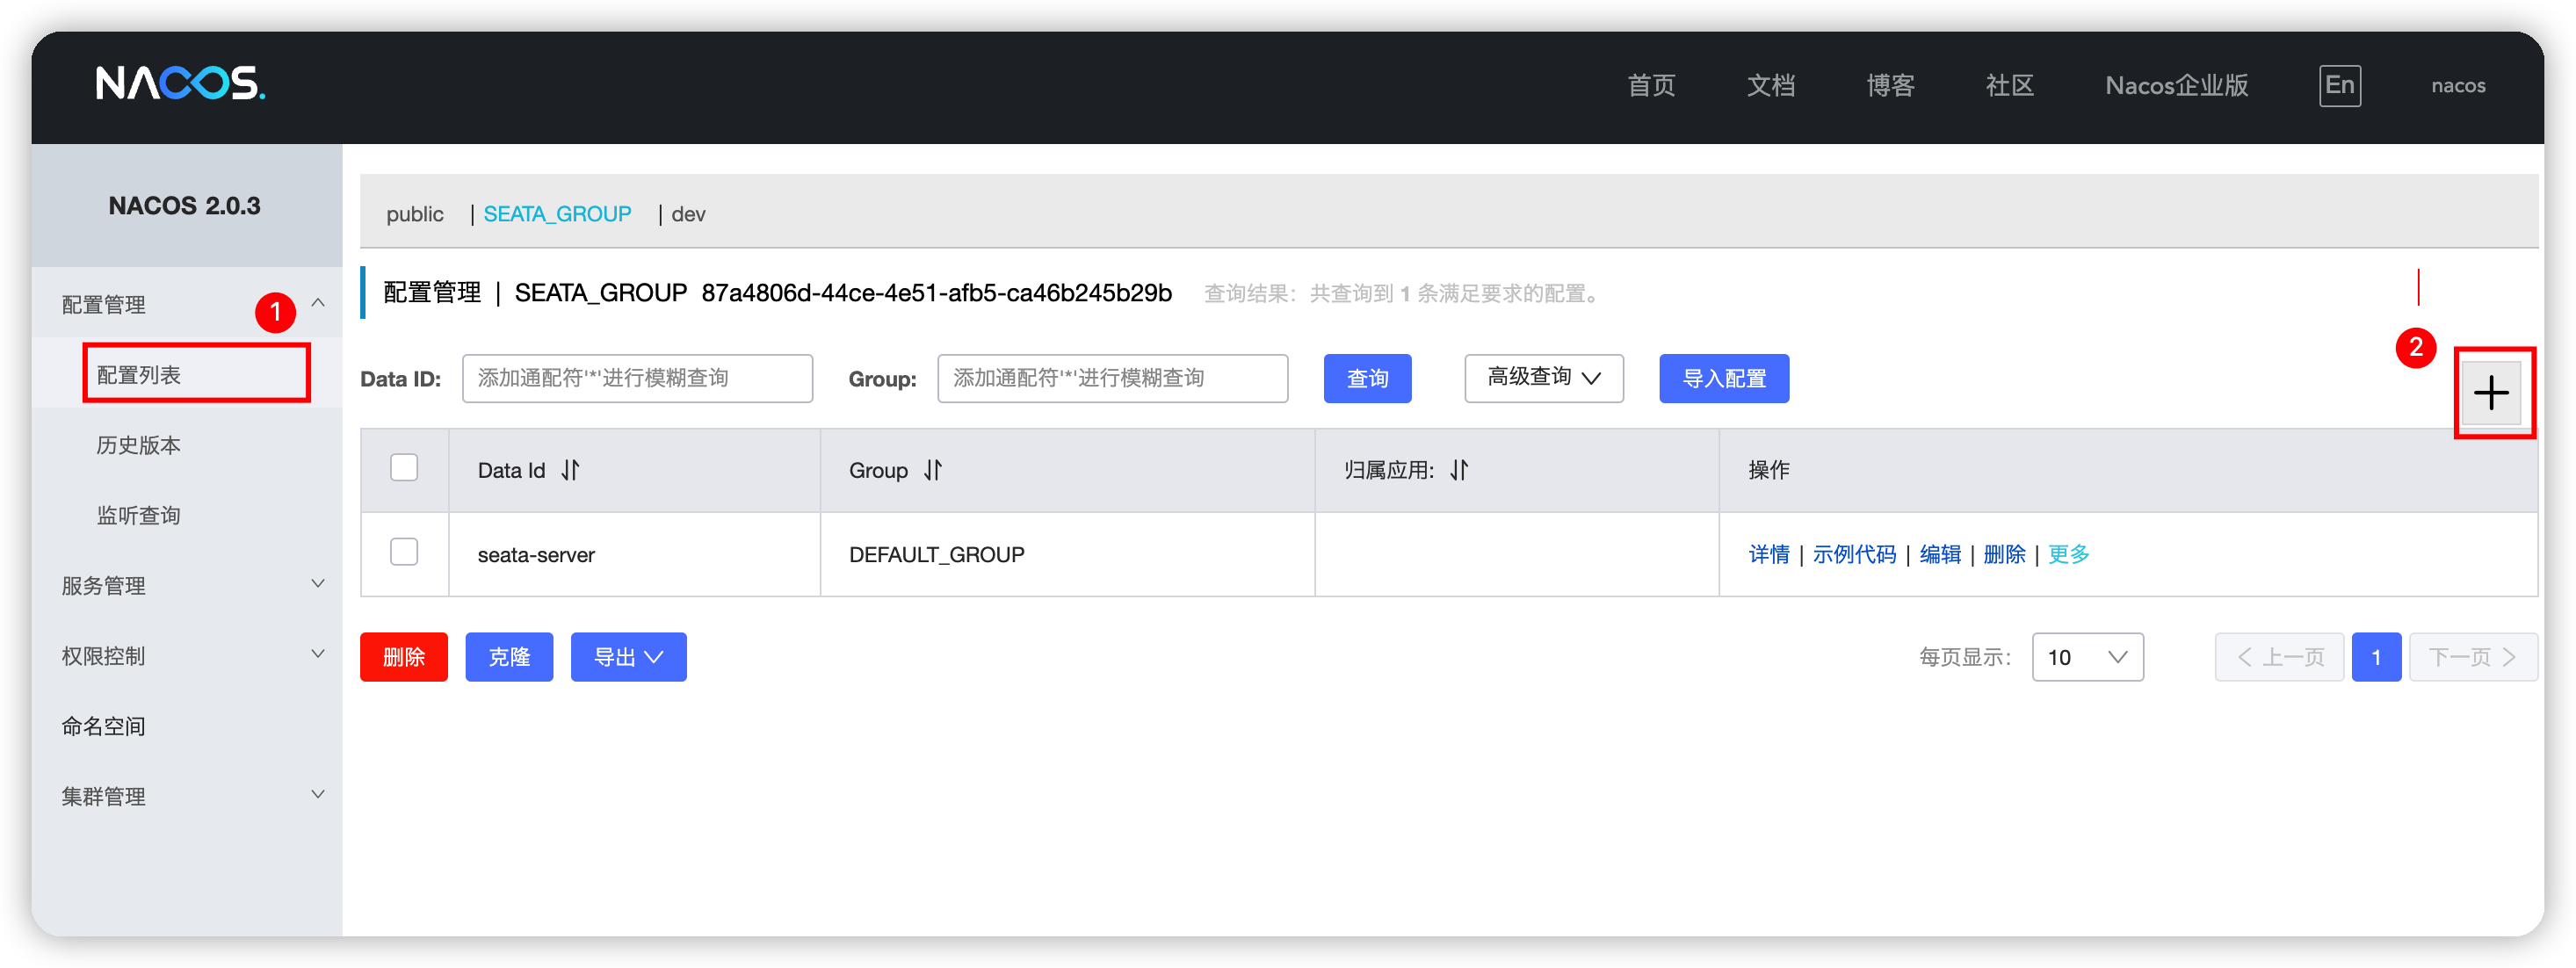 NACOS.
首页 文档 博客 社区 Nacos企业版 En nacos
NACOS 2.0.3
public | SEATA_GROUP | dev
配置管理 1
配置管理 | SEATA_GROUP 87a4806d-44ce-4e51-afb5-ca46b245b29b 查询结果：共查询到 1 条满足要求的配置。
2
配置列表
Data ID: 添加通配符'*'进行模糊查询 Group: 添加通配符'*'进行模糊查询 查询 高级查询 导入配置
历史版本
Data Id Group 归属应用: 操作
监听查询
seata-server DEFAULT_GROUP 详情 | 示例代码 | 编辑 | 删除 | 更多
服务管理
权限控制
删除 克隆 导出 每页显示: 10 上一页 1 下一页
命名空间
集群管理